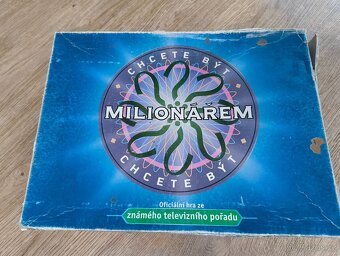 CHCETE BÝT
MILIONÁŘEM
CHCETE BÝT
Oficiální hra ze
známého televizního pořadu